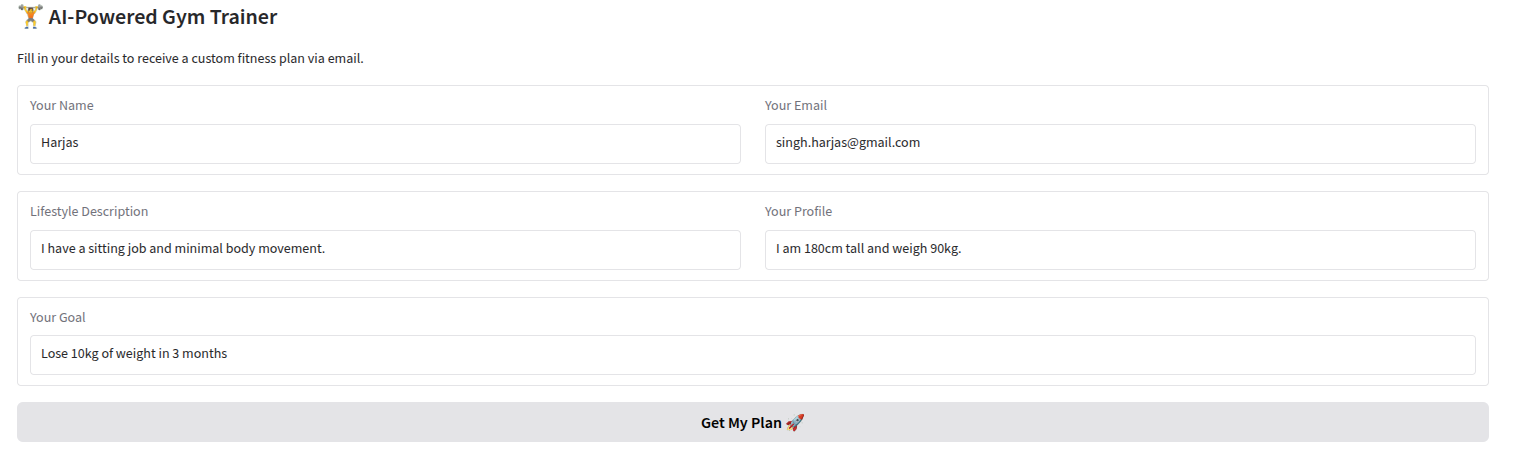 🏋️ AI-Powered Gym Trainer
Fill in your details to receive a custom fitness plan via email.
Your Name
Harjas
Your Email
singh.harjas@gmail.com
Lifestyle Description
I have a sitting job and minimal body movement.
Your Profile
I am 180cm tall and weigh 90kg.
Your Goal
Lose 10kg of weight in 3 months
Get My Plan 🚀